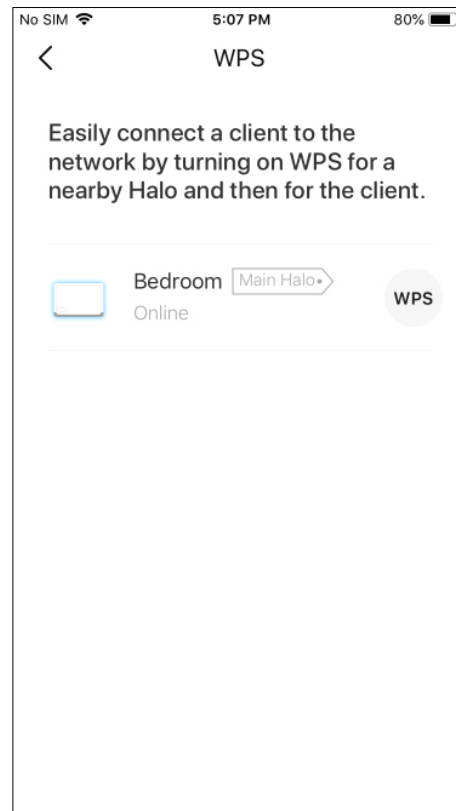 No SIM 5:07 PM 80%
WPS
Easily connect a client to the
network by turning on WPS for a
nearby Halo and then for the client.
Bedroom Main Halo
Online
WPS